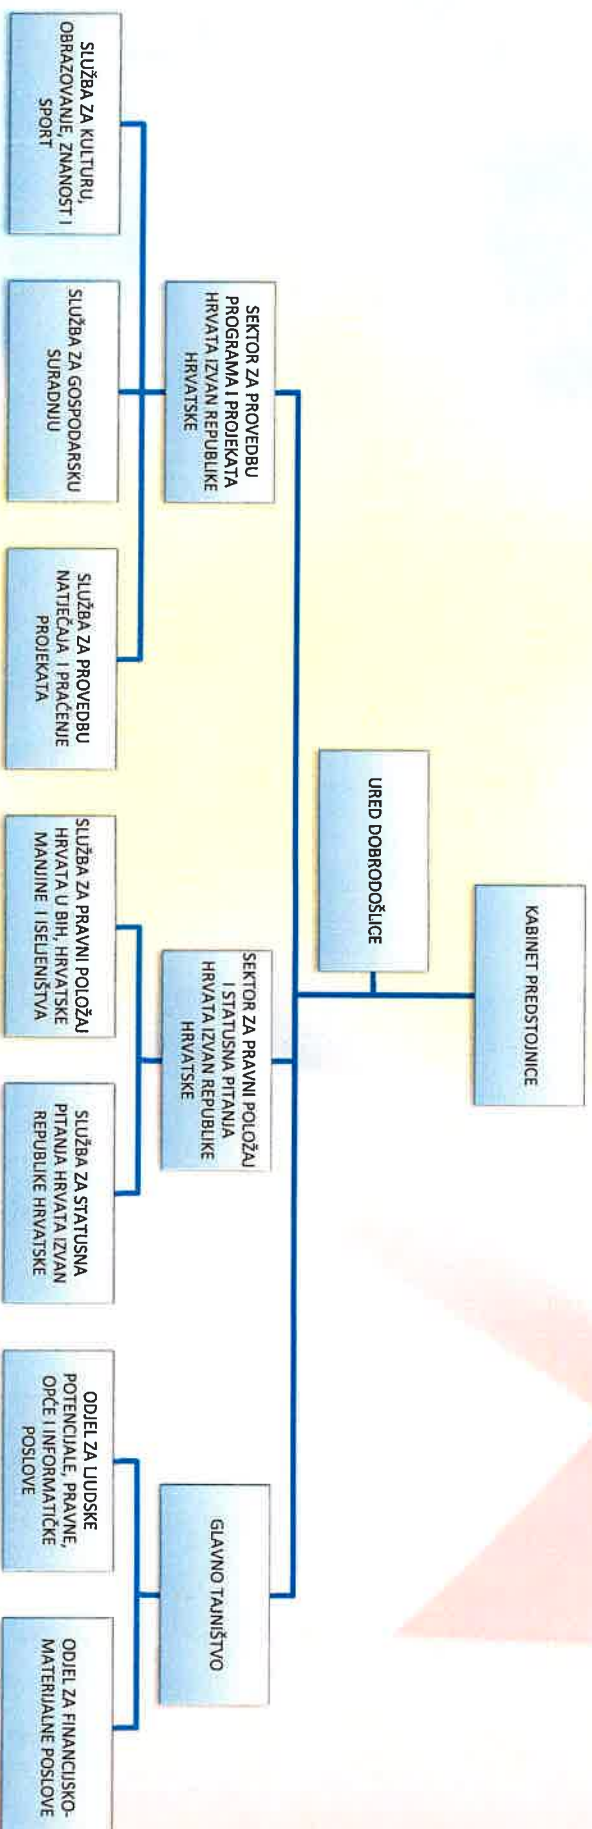 KABINET PREDSTOJNICE
URED DOBRODOŠLICE
SEKTOR ZA PROVEDBU
PROGRAMA I PROJEKATA
HRVATA IZVAN REPUBLIKE
HRVATSKE
SEKTOR ZA PRAVNI POLOŽAJ
I STATUSNA PITANJA
HRVATA IZVAN REPUBLIKE
HRVATSKE
GLAVNO TAJNIŠTVO
SLUŽBA ZA KULTURU,
OBRAZOVANJE, ZNANOST I
SPORT
SLUŽBA ZA GOSPODARSKU
SURADNJU
SLUŽBA ZA PROVEDBU
NATJEČAJA I PRAĆENJE
PROJEKATA
SLUŽBA ZA PRAVNI POLOŽAJ
HRVATA U BIH, HRVATSKE
MANJINE I ISELJENIŠTVA
SLUŽBA ZA STATUSNA
PITANJA HRVATA IZVAN
REPUBLIKE HRVATSKE
ODJEL ZA LJUDSKE
POTENCIJALE, PRAVNE,
OPĆE I INFORMATIČKE
POSLOVE
ODJEL ZA FINANCIJSKO-
MATERIJALNE POSLOVE